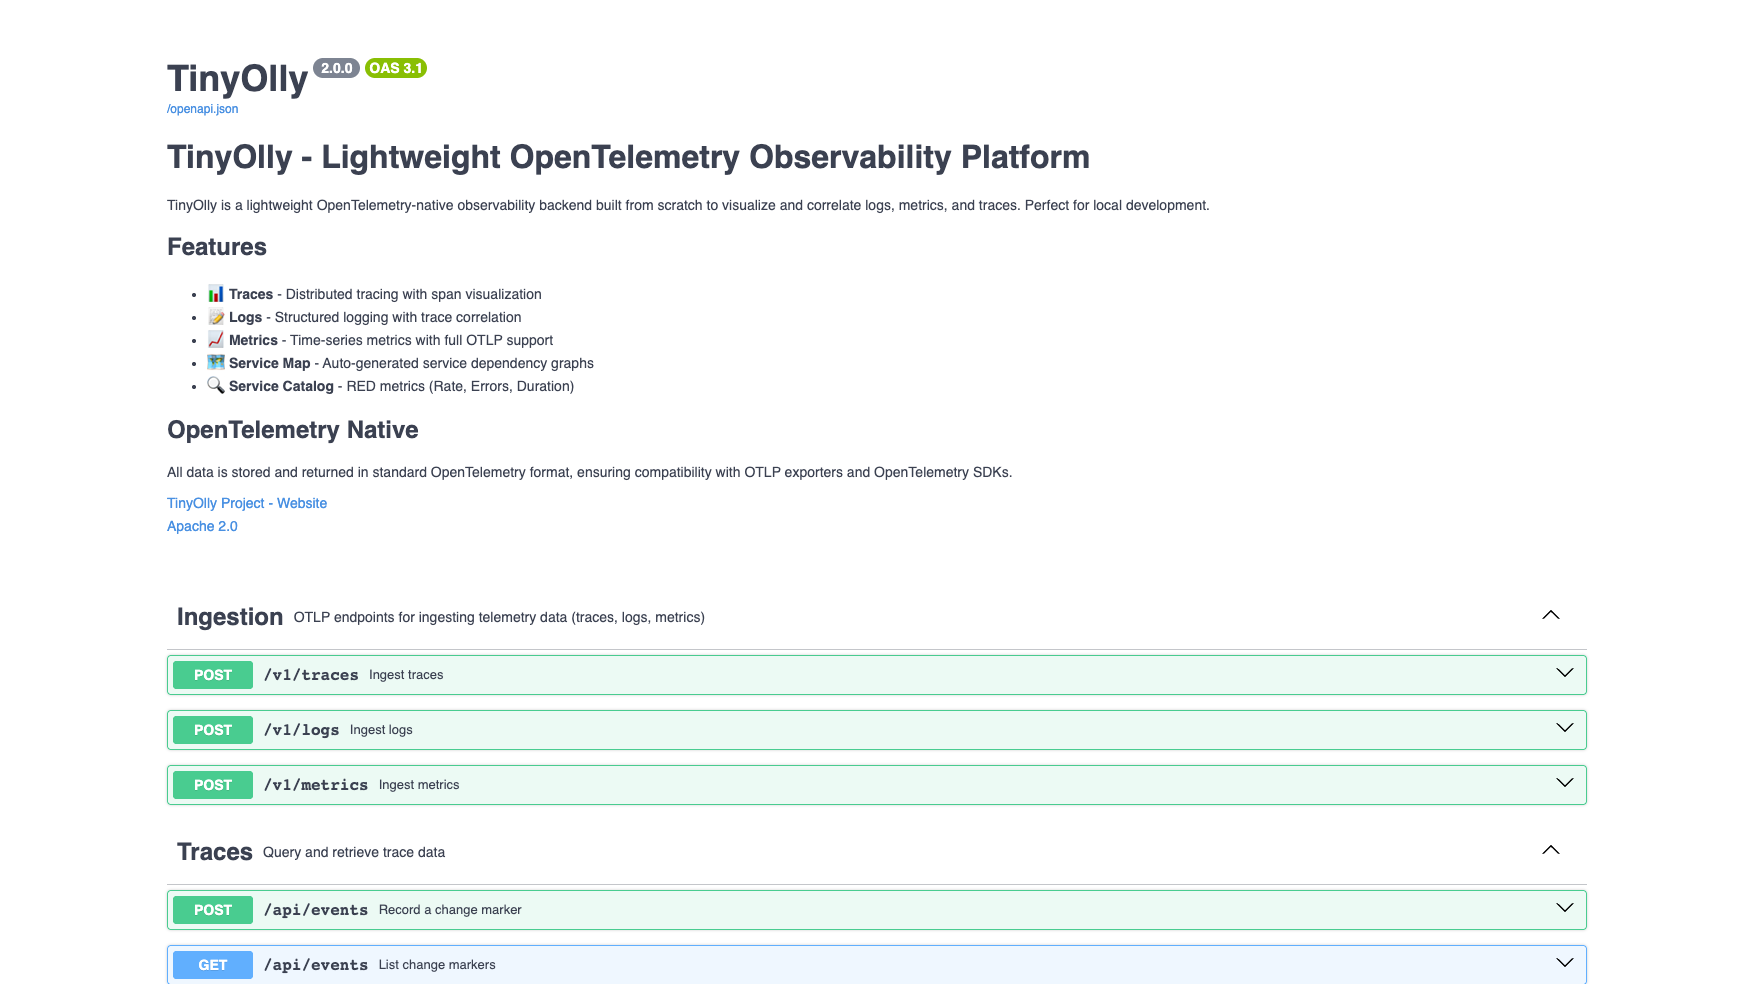 TinyOlly 2.0.0 OAS 3.1
/openapi.json
TinyOlly - Lightweight OpenTelemetry Observability Platform
TinyOlly is a lightweight OpenTelemetry-native observability backend built from scratch to visualize and correlate logs, metrics, and traces. Perfect for local development.
Features
• Traces - Distributed tracing with span visualization
• Logs - Structured logging with trace correlation
• Metrics - Time-series metrics with full OTLP support
• Service Map - Auto-generated service dependency graphs
• Service Catalog - RED metrics (Rate, Errors, Duration)
OpenTelemetry Native
All data is stored and returned in standard OpenTelemetry format, ensuring compatibility with OTLP exporters and OpenTelemetry SDKs.
TinyOlly Project - Website
Apache 2.0
Ingestion OTLP endpoints for ingesting telemetry data (traces, logs, metrics)
POST /v1/traces Ingest traces
POST /v1/logs Ingest logs
POST /v1/metrics Ingest metrics
Traces Query and retrieve trace data
POST /api/events Record a change marker
GET /api/events List change markers